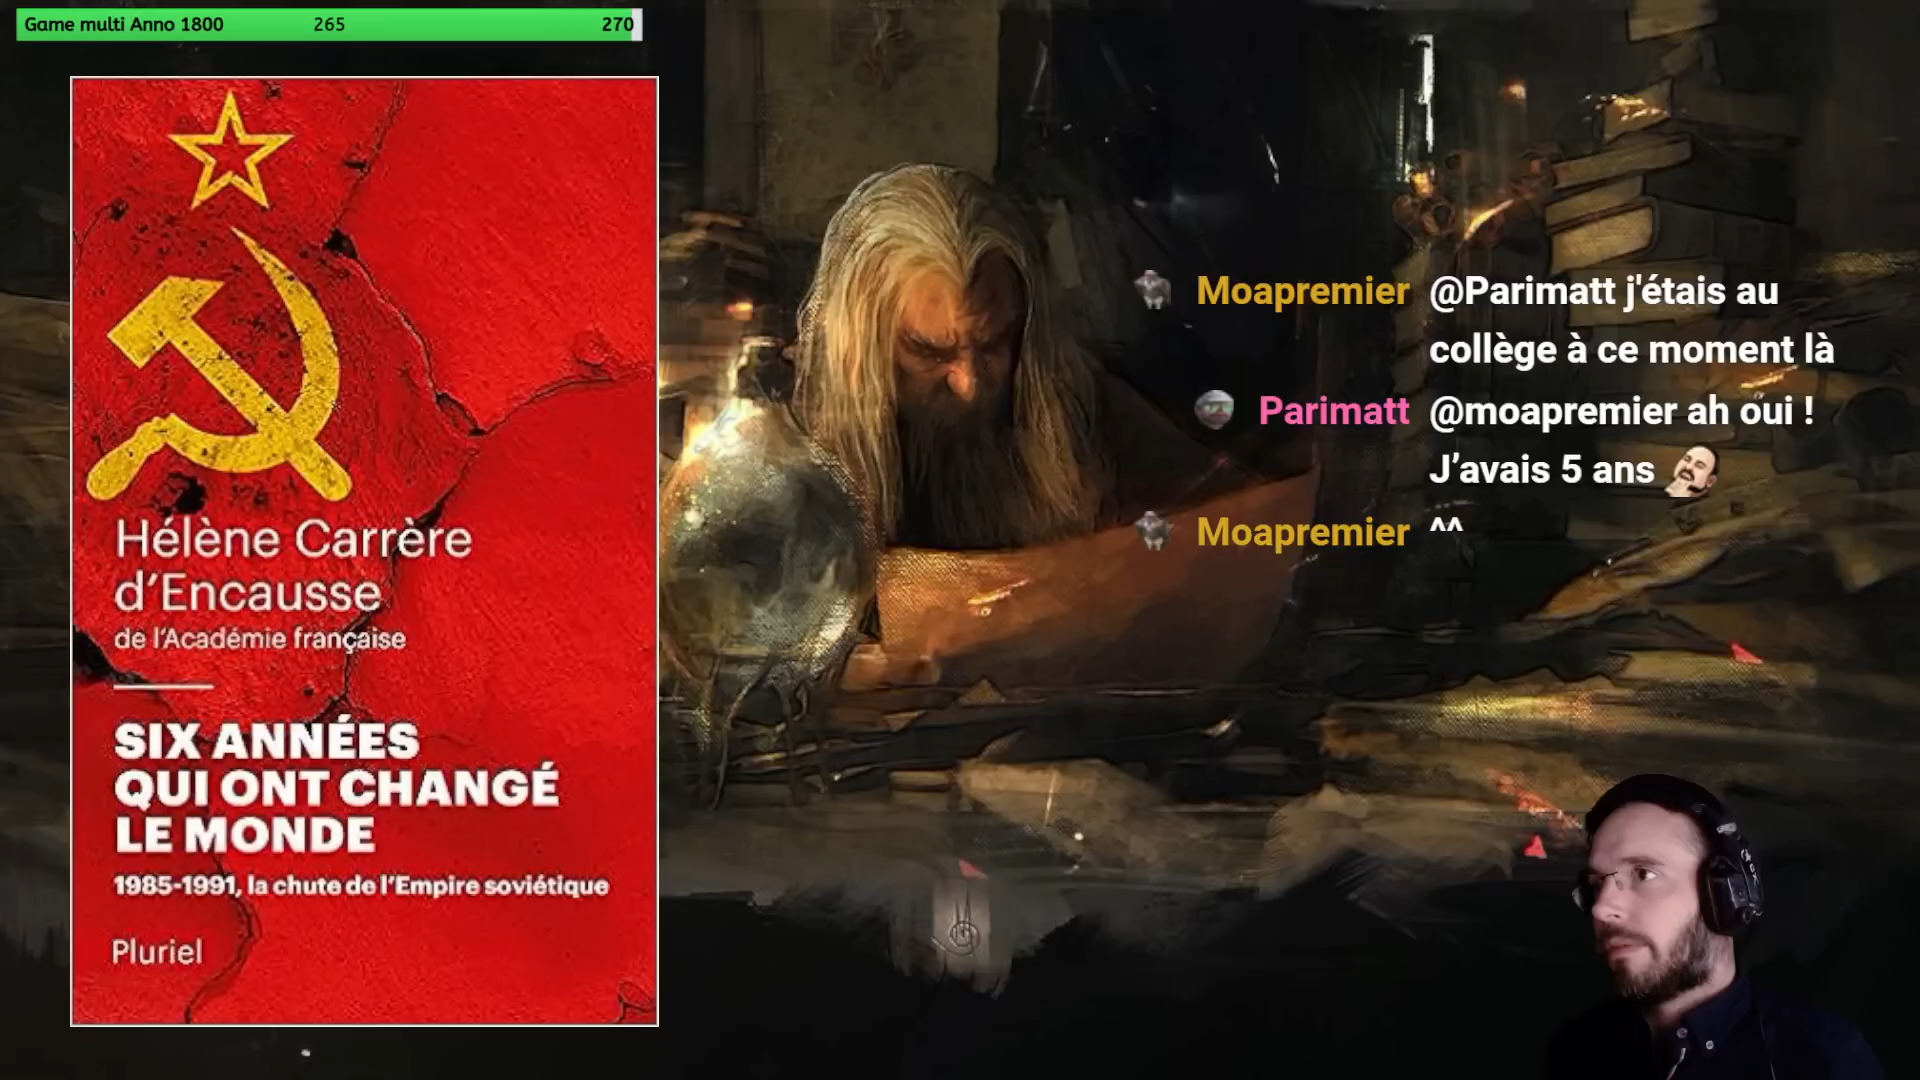 Game multi Anno 1800 265 270
Hélène Carrère
d'Encausse
de l'Académie française
SIX ANNÉES
QUI ONT CHANGÉ
LE MONDE
1985-1991, la chute de l'Empire soviétique
Pluriel
Moapremier @Parimatt j'étais au
collège à ce moment là
Parimatt @moapremier ah oui !
J’avais 5 ans
Moapremier ^^